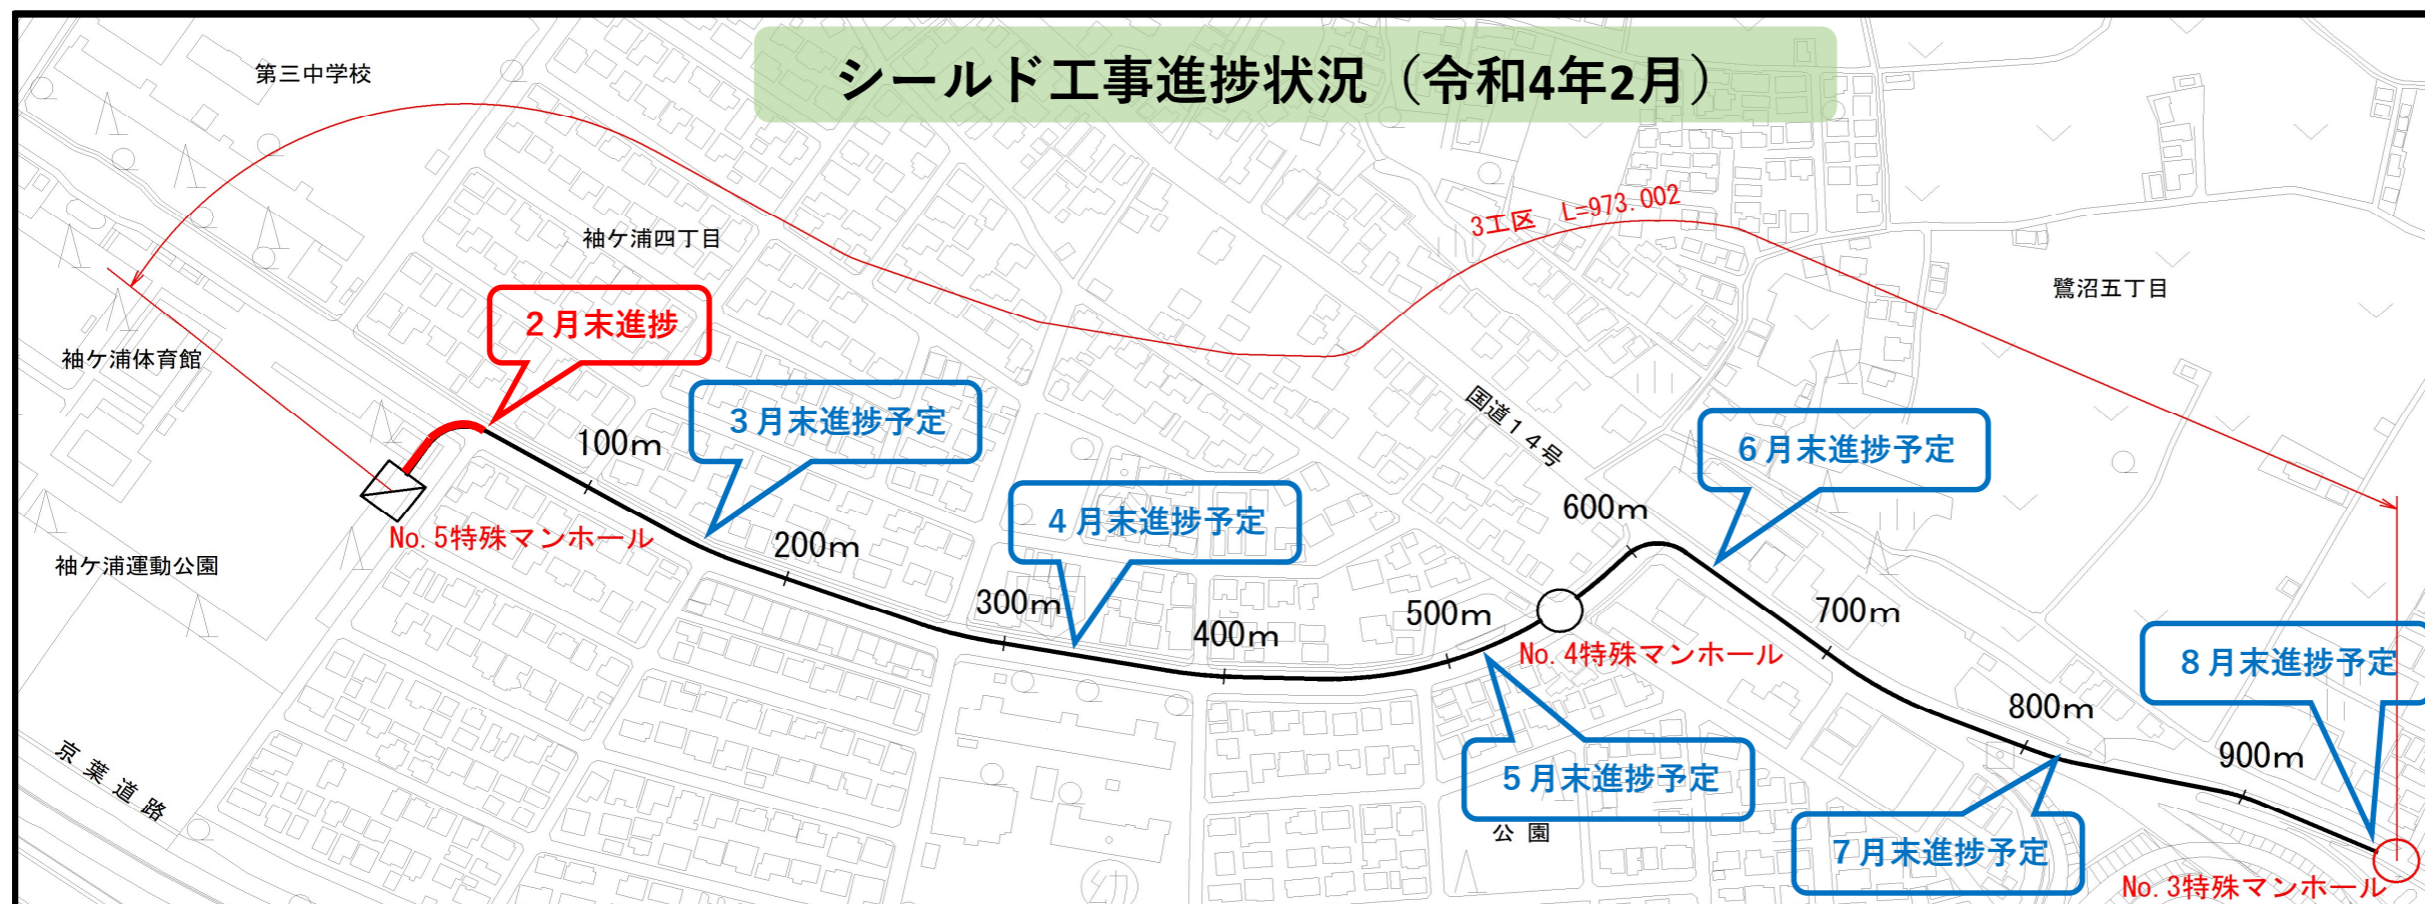 シールド工事進捗状況（令和4年2月）
第三中学校
袖ケ浦四丁目
3工区 L=973.002
鷺沼五丁目
２月末進捗
袖ケ浦体育館
100m
３月末進捗予定
国道１４号
６月末進捗予定
No.5特殊マンホール
200m
４月末進捗予定
600m
袖ケ浦運動公園
300m
400m
500m
No.4特殊マンホール
700m
８月末進捗予定
800m
900m
京葉道路
５月末進捗予定
公園
７月末進捗予定
幼
No.3特殊マンホール